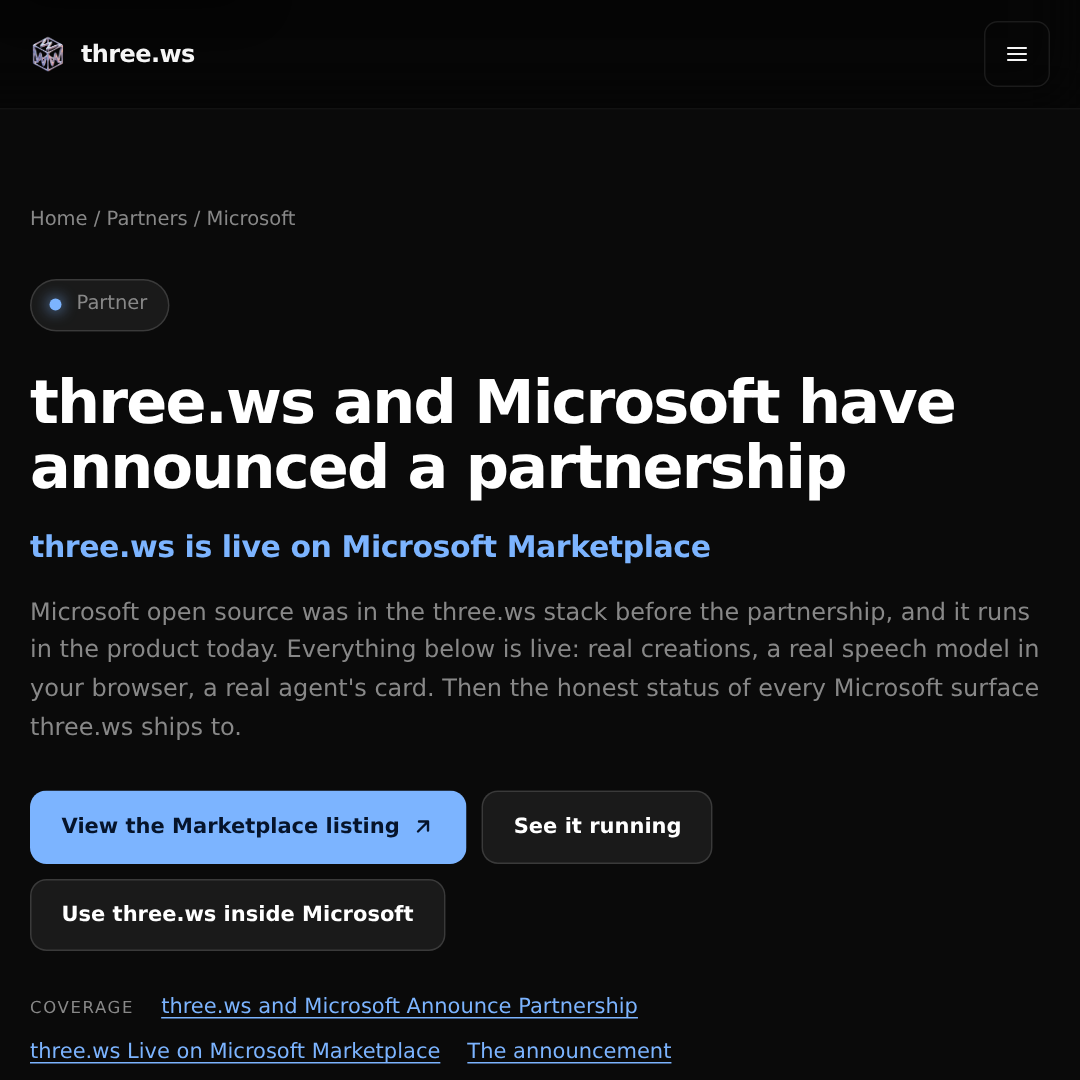 three.ws
Home / Partners / Microsoft
Partner
three.ws and Microsoft have
announced a partnership
three.ws is live on Microsoft Marketplace
Microsoft open source was in the three.ws stack before the partnership, and it runs
in the product today. Everything below is live: real creations, a real speech model in
your browser, a real agent's card. Then the honest status of every Microsoft surface
three.ws ships to.
View the Marketplace listing ↗
See it running
Use three.ws inside Microsoft
COVERAGE three.ws and Microsoft Announce Partnership
three.ws Live on Microsoft Marketplace The announcement